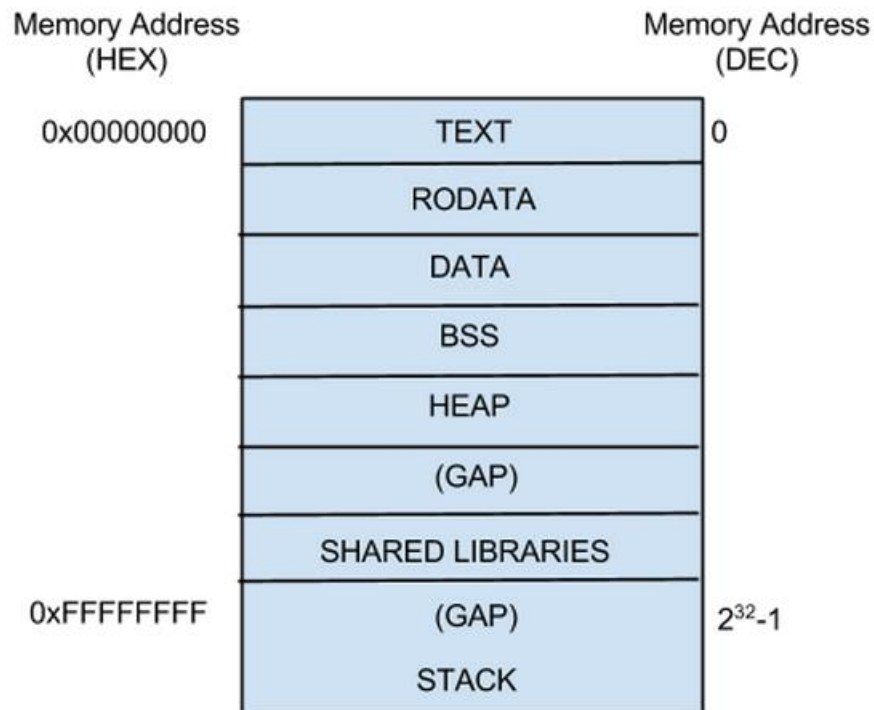 Memory Address
(HEX)
Memory Address
(DEC)
0x00000000
TEXT
0
RODATA
DATA
BSS
HEAP
(GAP)
SHARED LIBRARIES
0xFFFFFFFF
(GAP)
2³²-1
STACK